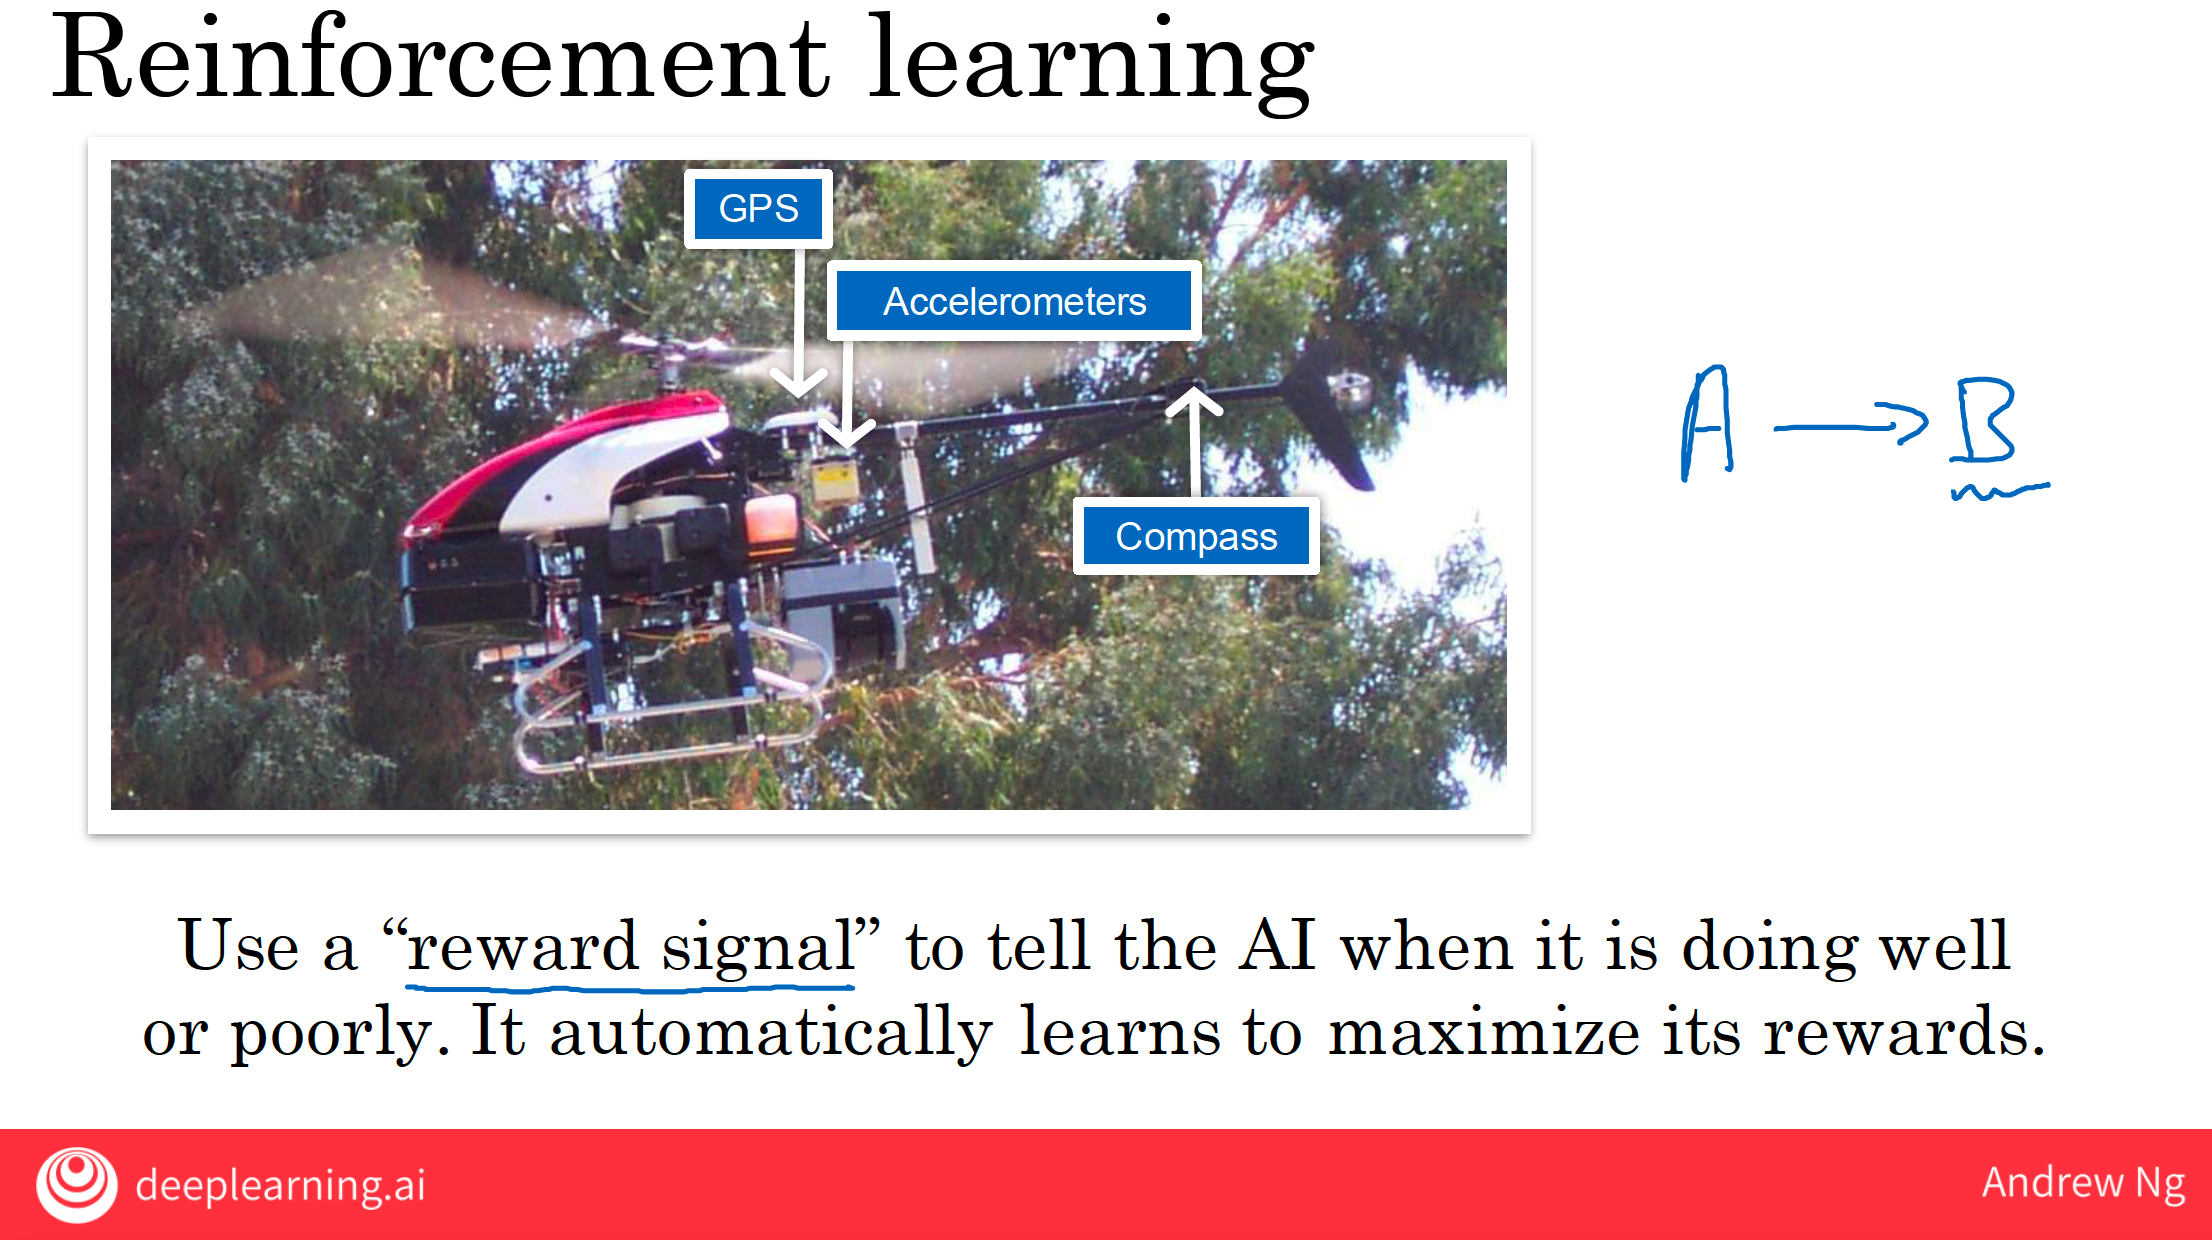 Reinforcement learning
GPS
Accelerometers
Compass
A → B
Use a “reward signal” to tell the AI when it is doing well
or poorly. It automatically learns to maximize its rewards.
deeplearning.ai
Andrew Ng